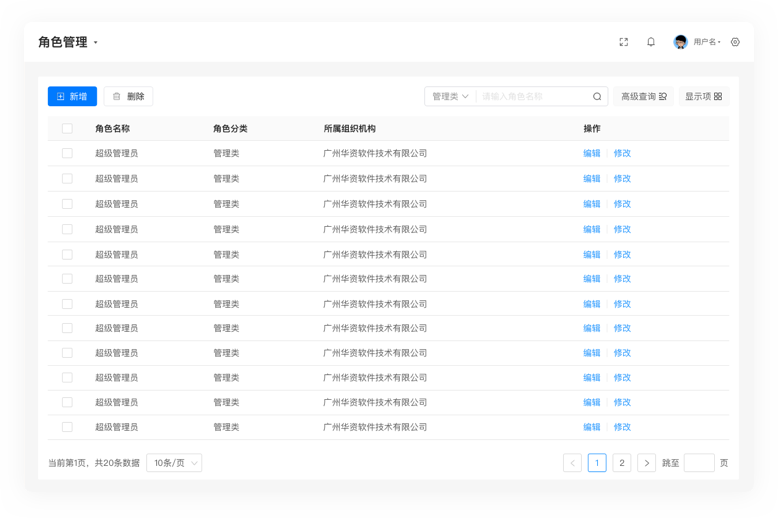 角色管理
用户名
新增 删除 管理类 请输入角色名称 高级查询 显示项
角色名称 角色分类 所属组织机构 操作
超级管理员 管理类 广州华资软件技术有限公司 编辑 修改
超级管理员 管理类 广州华资软件技术有限公司 编辑 修改
超级管理员 管理类 广州华资软件技术有限公司 编辑 修改
超级管理员 管理类 广州华资软件技术有限公司 编辑 修改
超级管理员 管理类 广州华资软件技术有限公司 编辑 修改
超级管理员 管理类 广州华资软件技术有限公司 编辑 修改
超级管理员 管理类 广州华资软件技术有限公司 编辑 修改
超级管理员 管理类 广州华资软件技术有限公司 编辑 修改
超级管理员 管理类 广州华资软件技术有限公司 编辑 修改
超级管理员 管理类 广州华资软件技术有限公司 编辑 修改
超级管理员 管理类 广州华资软件技术有限公司 编辑 修改
超级管理员 管理类 广州华资软件技术有限公司 编辑 修改
当前第1页，共20条数据 10条/页 1 2 跳至 页